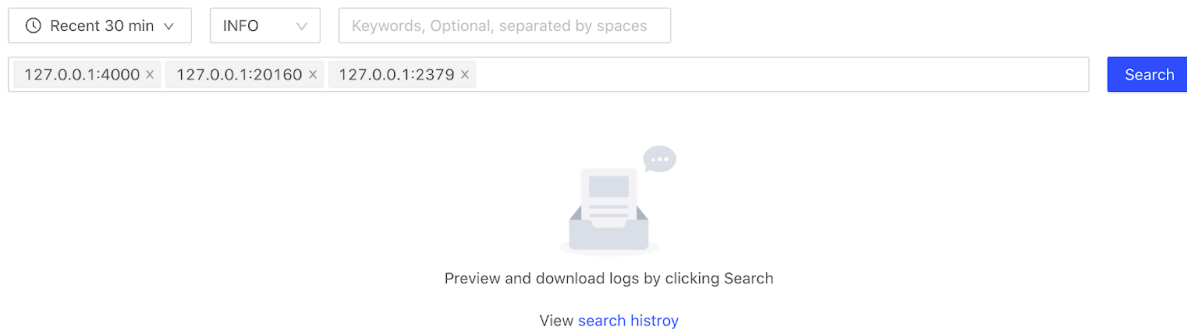 Recent 30 min INFO Keywords, Optional, separated by spaces
127.0.0.1:4000 × 127.0.0.1:20160 × 127.0.0.1:2379 × Search
Preview and download logs by clicking Search
View search histroy